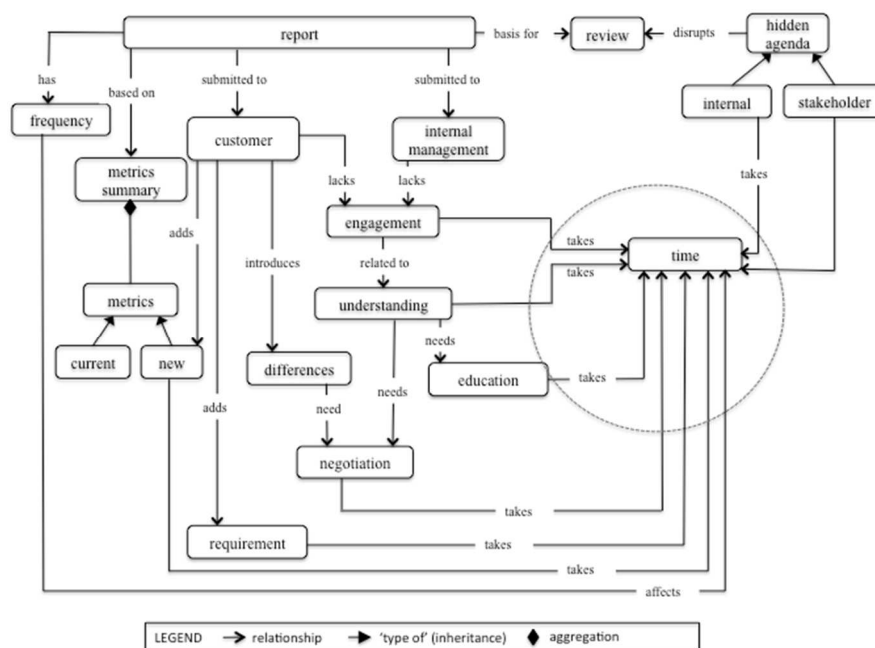 report
basis for
review
disrupts
hidden
agenda
has
based on
submitted to
submitted to
internal
stakeholder
frequency
customer
internal
management
metrics
summary
lacks
lacks
takes
adds
engagement
takes
time
introduces
related to
takes
metrics
understanding
needs
current
new
differences
education
takes
adds
need
needs
negotiation
takes
requirement
takes
takes
affects
LEGEND relationship 'type of' (inheritance) aggregation